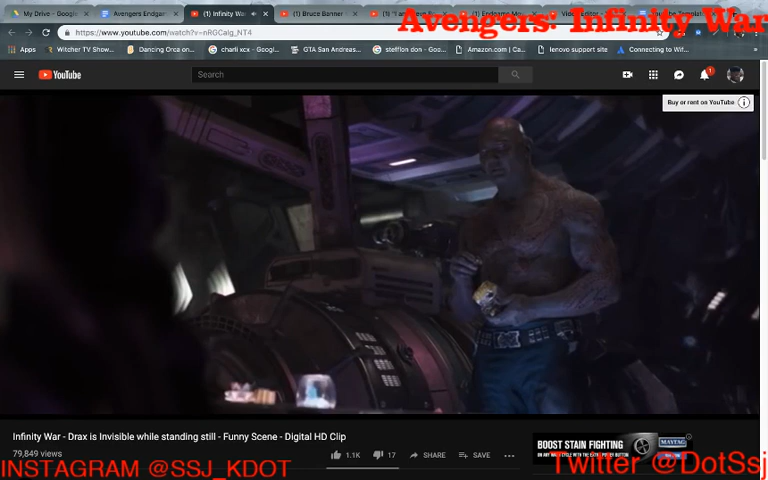 My Drive - Google
Avengers Endgam
(1) Infinity Wa
(1) Bruce Banner
Avengers: Infinity War
https://www.youtube.com/watch?v=nRGCalg_NT4
Apps
Witcher TV Show...
Dancing Orca on...
charli xcx - Googl...
GTA San Andreas...
stefflon don - Goo...
Amazon.com | Ca...
lenovo support site
Connecting to Wif...
YouTube
Search
1
Buy or rent on YouTube
Infinity War - Drax is Invisible while standing still - Funny Scene - Digital HD Clip
79,849 views
1.1K
17
SHARE
SAVE
BOOST STAIN FIGHTING
MAYTAG
INSTAGRAM @SSJ_KDOT
Twitter @DotSsj